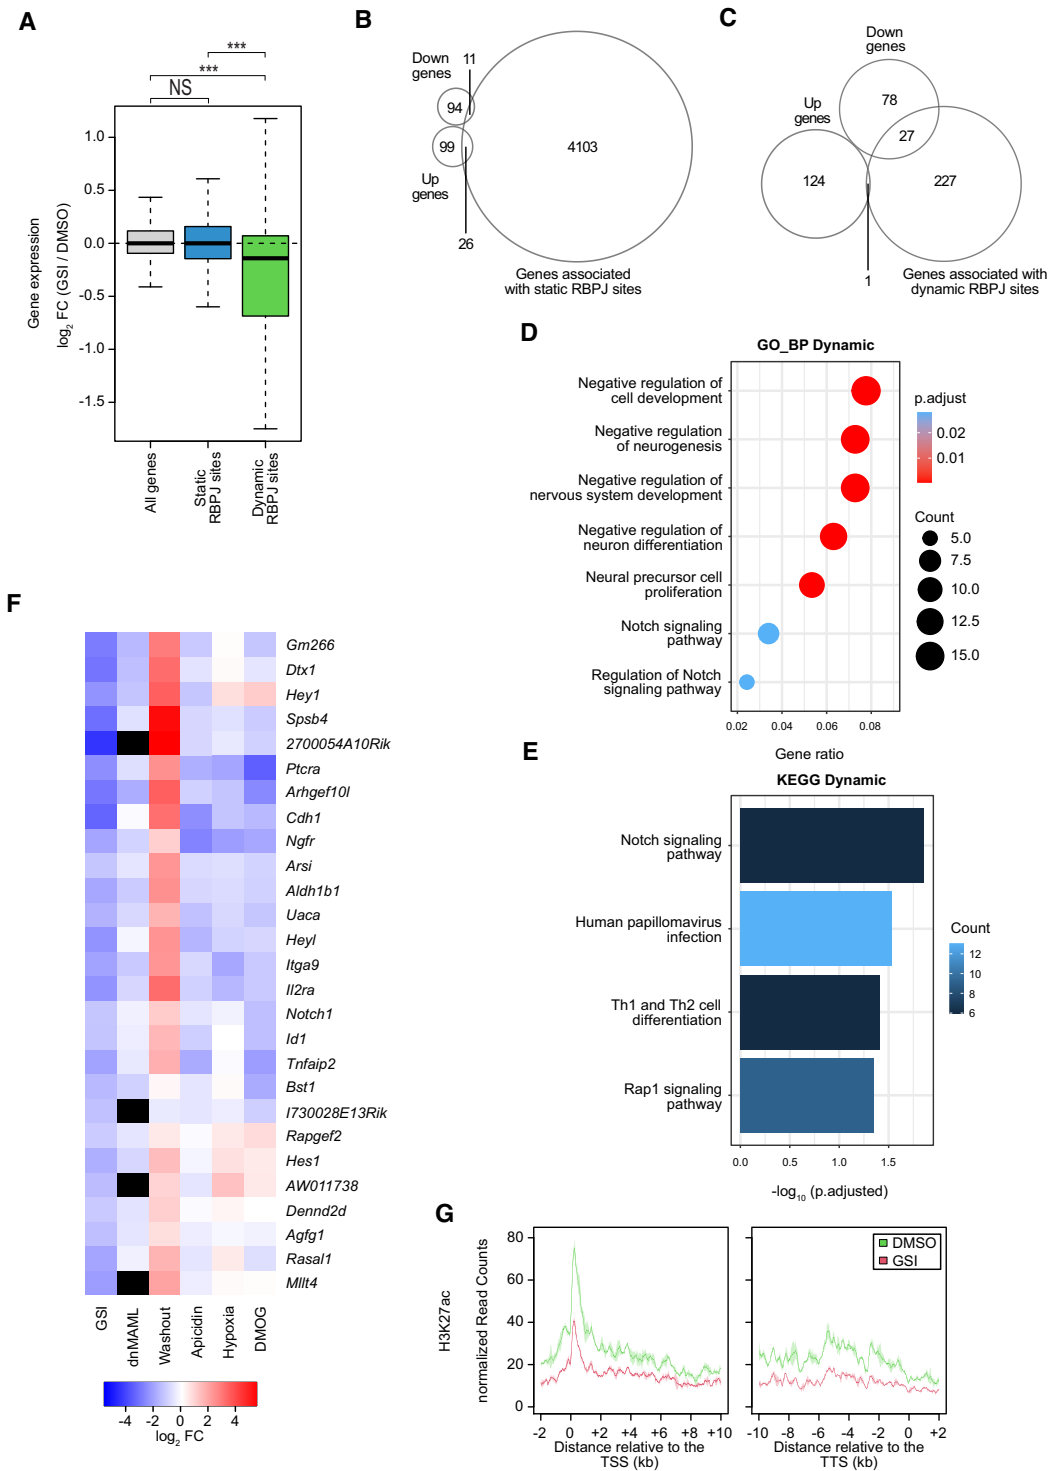 A
***
***
NS
Gene expression
log2 FC (GSI / DMSO)
1.0
0.5
0.0
-0.5
-1.0
-1.5
All genes
Static
RBPJ sites
Dynamic
RBPJ sites
B
Down
genes
11
94
99
4103
Up
genes
26
Genes associated
with static RBPJ sites
C
Down
genes
78
Up
genes
27
124
227
1
Genes associated with
dynamic RBPJ sites
D
GO_BP Dynamic
Negative regulation of
cell development
Negative regulation
of neurogenesis
Negative regulation of
nervous system development
Negative regulation of
neuron differentiation
Neural precursor cell
proliferation
Notch signaling
pathway
Regulation of Notch
signaling pathway
0.02 0.04 0.06 0.08
Gene ratio
p.adjust
0.02
0.01
Count
5.0
7.5
10.0
12.5
15.0
E
KEGG Dynamic
Notch signaling
pathway
Human papillomavirus
infection
Th1 and Th2 cell
differentiation
Rap1 signaling
pathway
0.0 0.5 1.0 1.5
-log10 (p.adjusted)
Count
12
10
8
6
F
Gm266
Dtx1
Hey1
Spsb4
2700054A10Rik
Ptcra
Arhgef10l
Cdh1
Ngfr
Arsi
Aldh1b1
Uaca
Heyl
Itga9
Il2ra
Notch1
Id1
Tnfaip2
Bst1
I730028E13Rik
Rapgef2
Hes1
AW011738
Dennd2d
Agfg1
Rasal1
Mllt4
GSI
dnMAML
Washout
Apicidin
Hypoxia
DMOG
-4 -2 0 2 4
log2 FC
G
H3K27ac
normalized Read Counts
80
60
40
20
0
-2 0 +2 +4 +6 +8 +10
Distance relative to the
TSS (kb)
DMSO
GSI
-10 -8 -6 -4 -2 0 +2
Distance relative to the
TTS (kb)